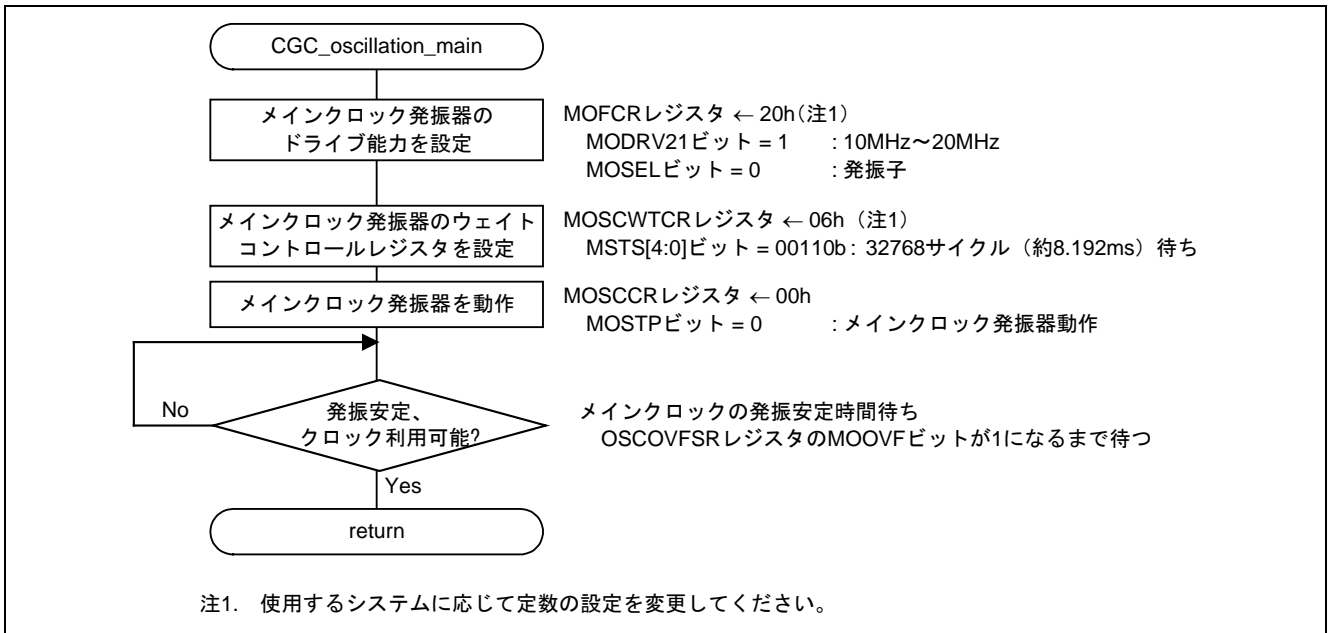 CGC_oscillation_main
メインクロック発振器の
ドライブ能力を設定
MOFCRレジスタ ← 20h（注1）
MODRV21ビット = 1 : 10MHz～20MHz
MOSELビット = 0 : 発振子
メインクロック発振器のウェイト
コントロールレジスタを設定
MOSCWTCRレジスタ ← 06h（注1）
MSTS[4:0]ビット = 00110b : 32768サイクル（約8.192ms）待ち
メインクロック発振器を動作
MOSCCRレジスタ ← 00h
MOSTPビット = 0 : メインクロック発振器動作
No
発振安定、
クロック利用可能?
メインクロックの発振安定時間待ち
OSCOVFSRレジスタのMOOVFビットが1になるまで待つ
Yes
return
注1. 使用するシステムに応じて定数の設定を変更してください。